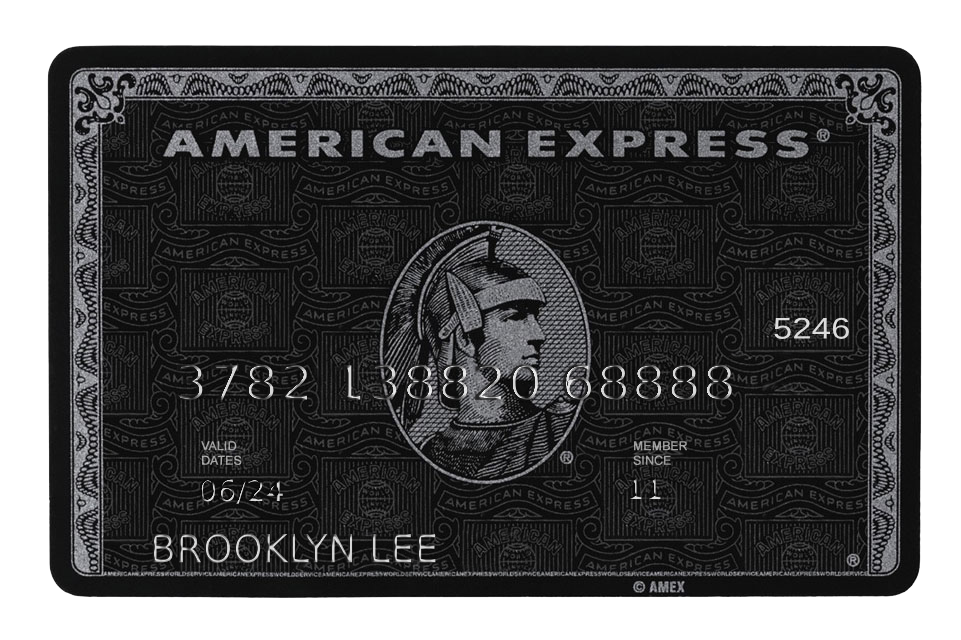 AMERICAN EXPRESS®
5246
3782 138820 68888
VALID DATES
MEMBER SINCE
06/24
11
BROOKLYN LEE
®
®
© AMEX